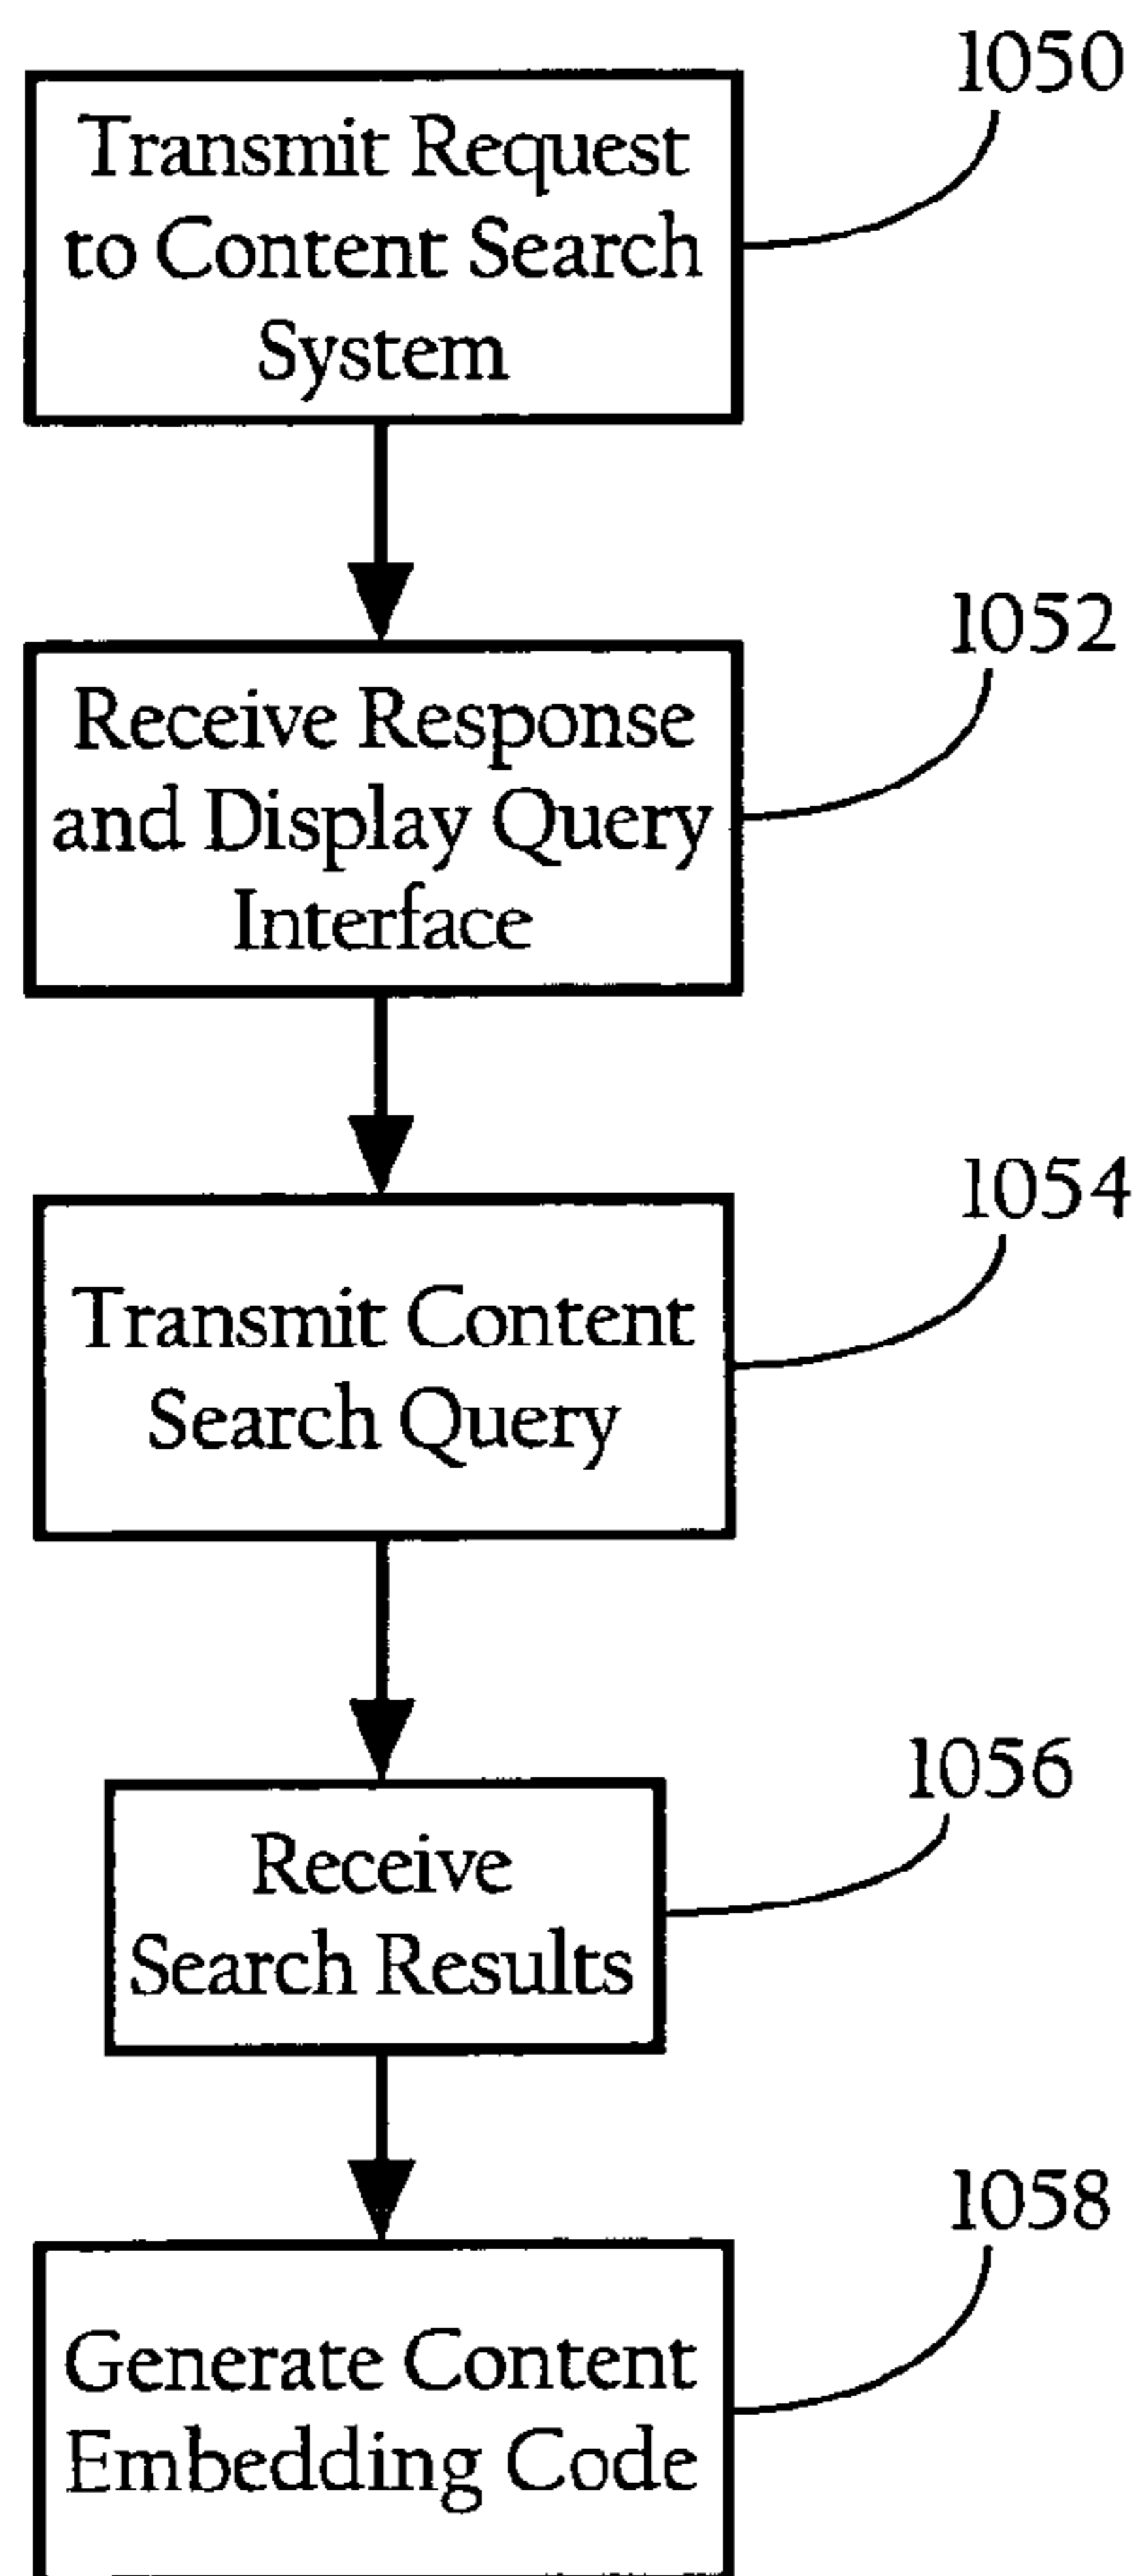 1050
Transmit Request
to Content Search
System
1052
Receive Response
and Display Query
Interface
1054
Transmit Content
Search Query
1056
Receive
Search Results
1058
Generate Content
Embedding Code